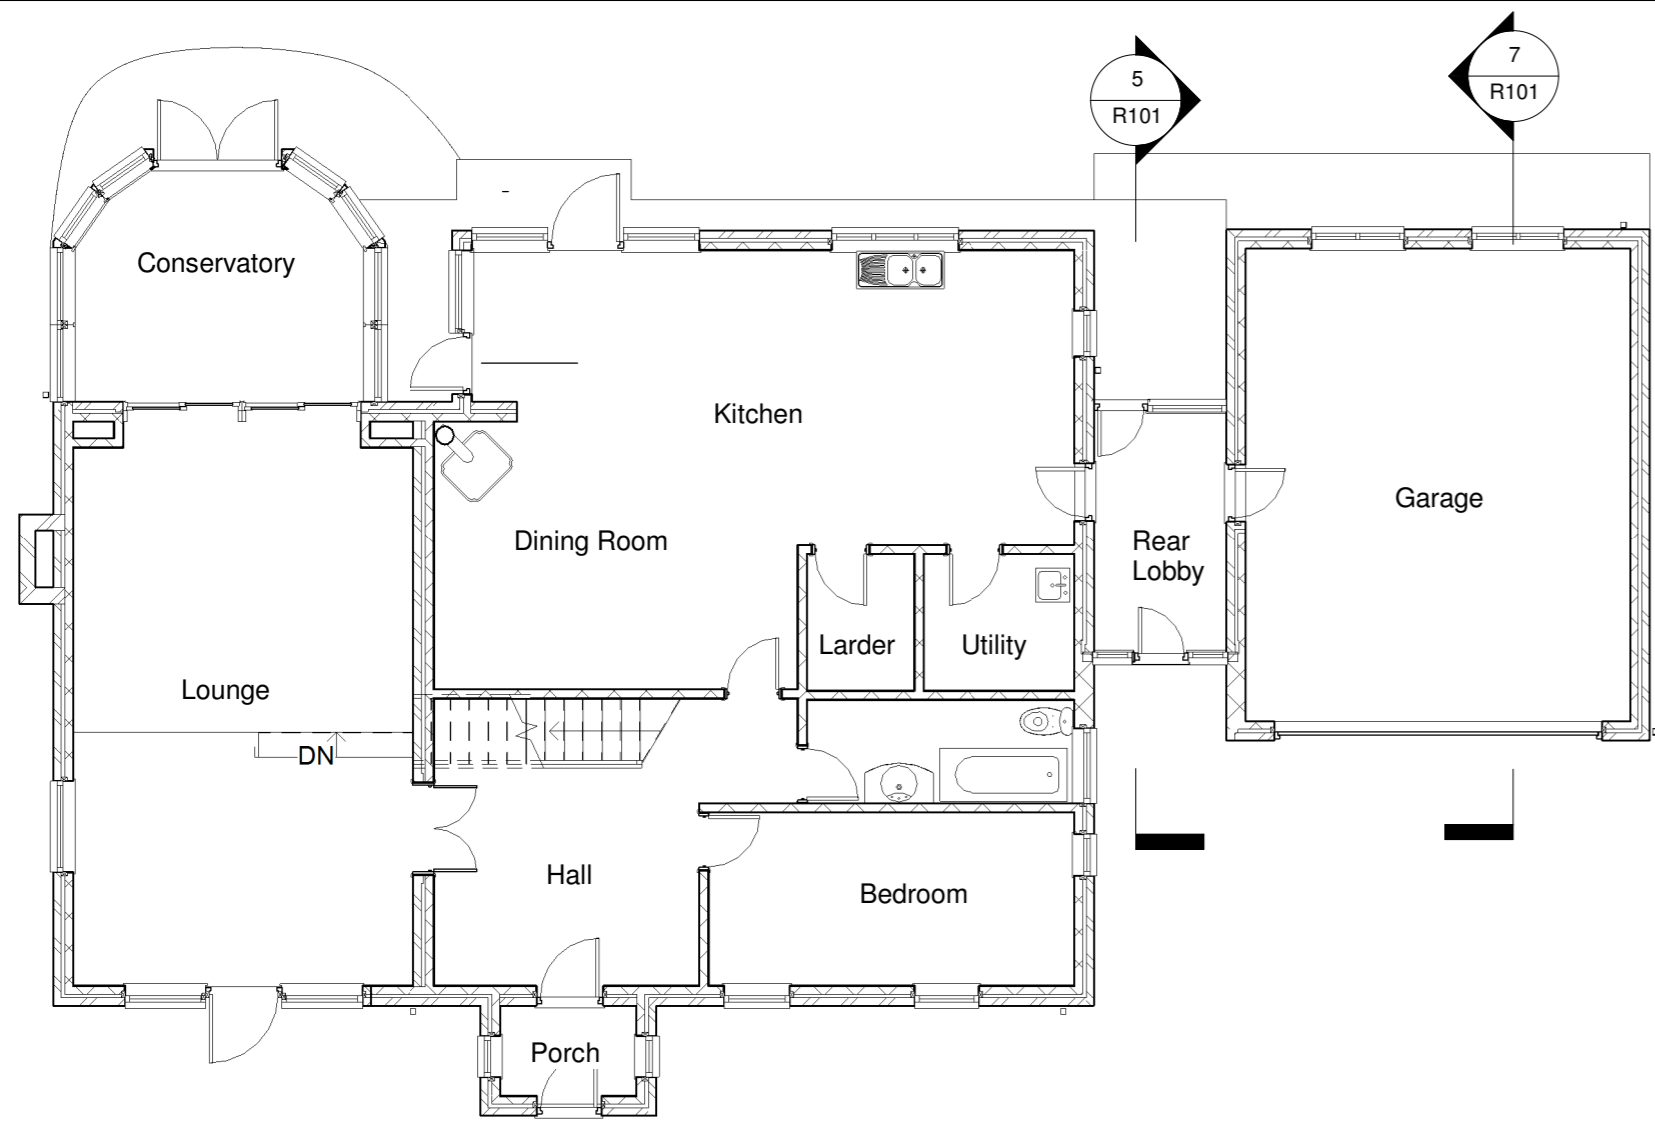 7
5
R101
R101
Conservatory
Kitchen
Garage
Dining Room
Rear
Lobby
Larder
Utility
Lounge
DN
Hall
Bedroom
Porch